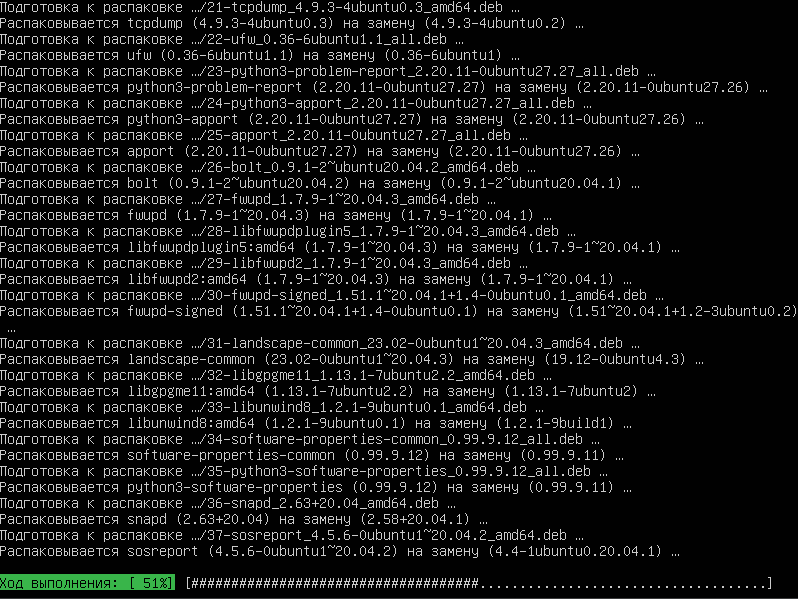 Подготовка к распаковке …/21-tcpdump_4.9.3-4ubuntu0.3_amd64.deb …
Распаковывается tcpdump (4.9.3-4ubuntu0.3) на замену (4.9.3-4ubuntu0.2) …
Подготовка к распаковке …/22-ufw_0.36-6ubuntu1.1_all.deb …
Распаковывается ufw (0.36-6ubuntu1.1) на замену (0.36-6ubuntu1) …
Подготовка к распаковке …/23-python3-problem-report_2.20.11-0ubuntu27.27_all.deb …
Распаковывается python3-problem-report (2.20.11-0ubuntu27.27) на замену (2.20.11-0ubuntu27.26) …
Подготовка к распаковке …/24-python3-apport_2.20.11-0ubuntu27.27_all.deb …
Распаковывается python3-apport (2.20.11-0ubuntu27.27) на замену (2.20.11-0ubuntu27.26) …
Подготовка к распаковке …/25-apport_2.20.11-0ubuntu27.27_all.deb …
Распаковывается apport (2.20.11-0ubuntu27.27) на замену (2.20.11-0ubuntu27.26) …
Подготовка к распаковке …/26-bolt_0.9.1-2~ubuntu20.04.2_amd64.deb …
Распаковывается bolt (0.9.1-2~ubuntu20.04.2) на замену (0.9.1-2~ubuntu20.04.1) …
Подготовка к распаковке …/27-fwupd_1.7.9-1~20.04.3_amd64.deb …
Распаковывается fwupd (1.7.9-1~20.04.3) на замену (1.7.9-1~20.04.1) …
Подготовка к распаковке …/28-libfwupdplugin5_1.7.9-1~20.04.3_amd64.deb …
Распаковывается libfwupdplugin5:amd64 (1.7.9-1~20.04.3) на замену (1.7.9-1~20.04.1) …
Подготовка к распаковке …/29-libfwupd2_1.7.9-1~20.04.3_amd64.deb …
Распаковывается libfwupd2:amd64 (1.7.9-1~20.04.3) на замену (1.7.9-1~20.04.1) …
Подготовка к распаковке …/30-fwupd-signed_1.51.1~20.04.1+1.4-0ubuntu0.1_amd64.deb …
Распаковывается fwupd-signed (1.51.1~20.04.1+1.4-0ubuntu0.1) на замену (1.51~20.04.1+1.2-3ubuntu0.2)
…
Подготовка к распаковке …/31-landscape-common_23.02-0ubuntu1~20.04.3_amd64.deb …
Распаковывается landscape-common (23.02-0ubuntu1~20.04.3) на замену (19.12-0ubuntu4.3) …
Подготовка к распаковке …/32-libgpgme11_1.13.1-7ubuntu2.2_amd64.deb …
Распаковывается libgpgme11:amd64 (1.13.1-7ubuntu2.2) на замену (1.13.1-7ubuntu2) …
Подготовка к распаковке …/33-libunwind8_1.2.1-9ubuntu0.1_amd64.deb …
Распаковывается libunwind8:amd64 (1.2.1-9ubuntu0.1) на замену (1.2.1-9build1) …
Подготовка к распаковке …/34-software-properties-common_0.99.9.12_all.deb …
Распаковывается software-properties-common (0.99.9.12) на замену (0.99.9.11) …
Подготовка к распаковке …/35-python3-software-properties_0.99.9.12_all.deb …
Распаковывается python3-software-properties (0.99.9.12) на замену (0.99.9.11) …
Подготовка к распаковке …/36-snapd_2.63+20.04_amd64.deb …
Распаковывается snapd (2.63+20.04) на замену (2.58+20.04.1) …
Подготовка к распаковке …/37-sosreport_4.5.6-0ubuntu1~20.04.2_amd64.deb …
Распаковывается sosreport (4.5.6-0ubuntu1~20.04.2) на замену (4.4-1ubuntu0.20.04.1) …
Ход выполнения: [ 51%] [####################################....................................]